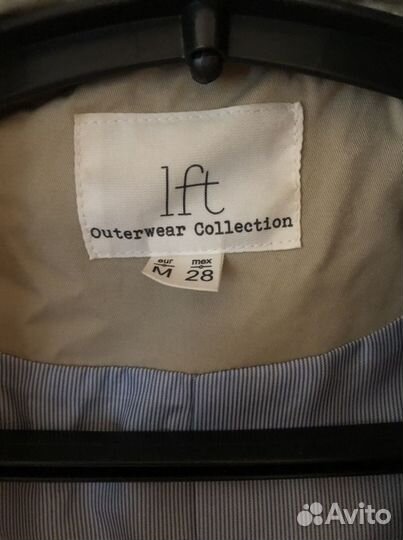 lft
Outerwear Collection
eur mex
M 28
Avito